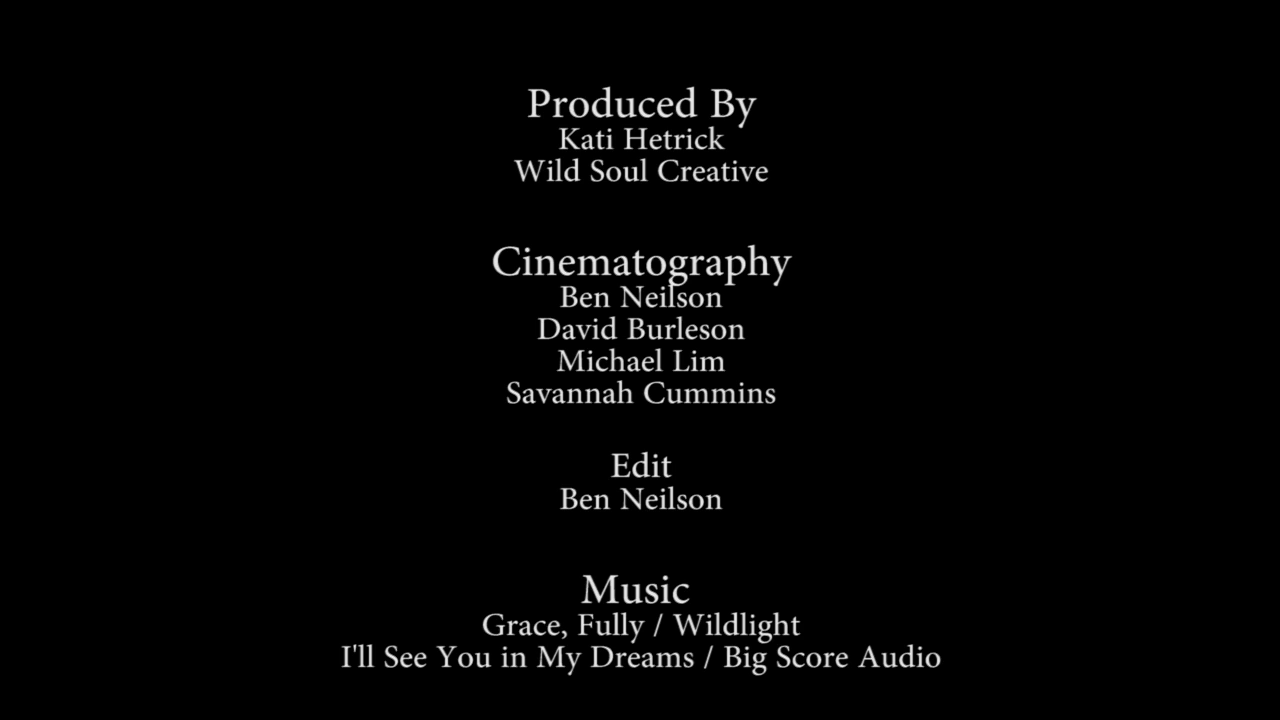 Produced By
Kati Hetrick
Wild Soul Creative
Cinematography
Ben Neilson
David Burleson
Michael Lim
Savannah Cummins
Edit
Ben Neilson
Music
Grace, Fully / Wildlight
I'll See You in My Dreams / Big Score Audio